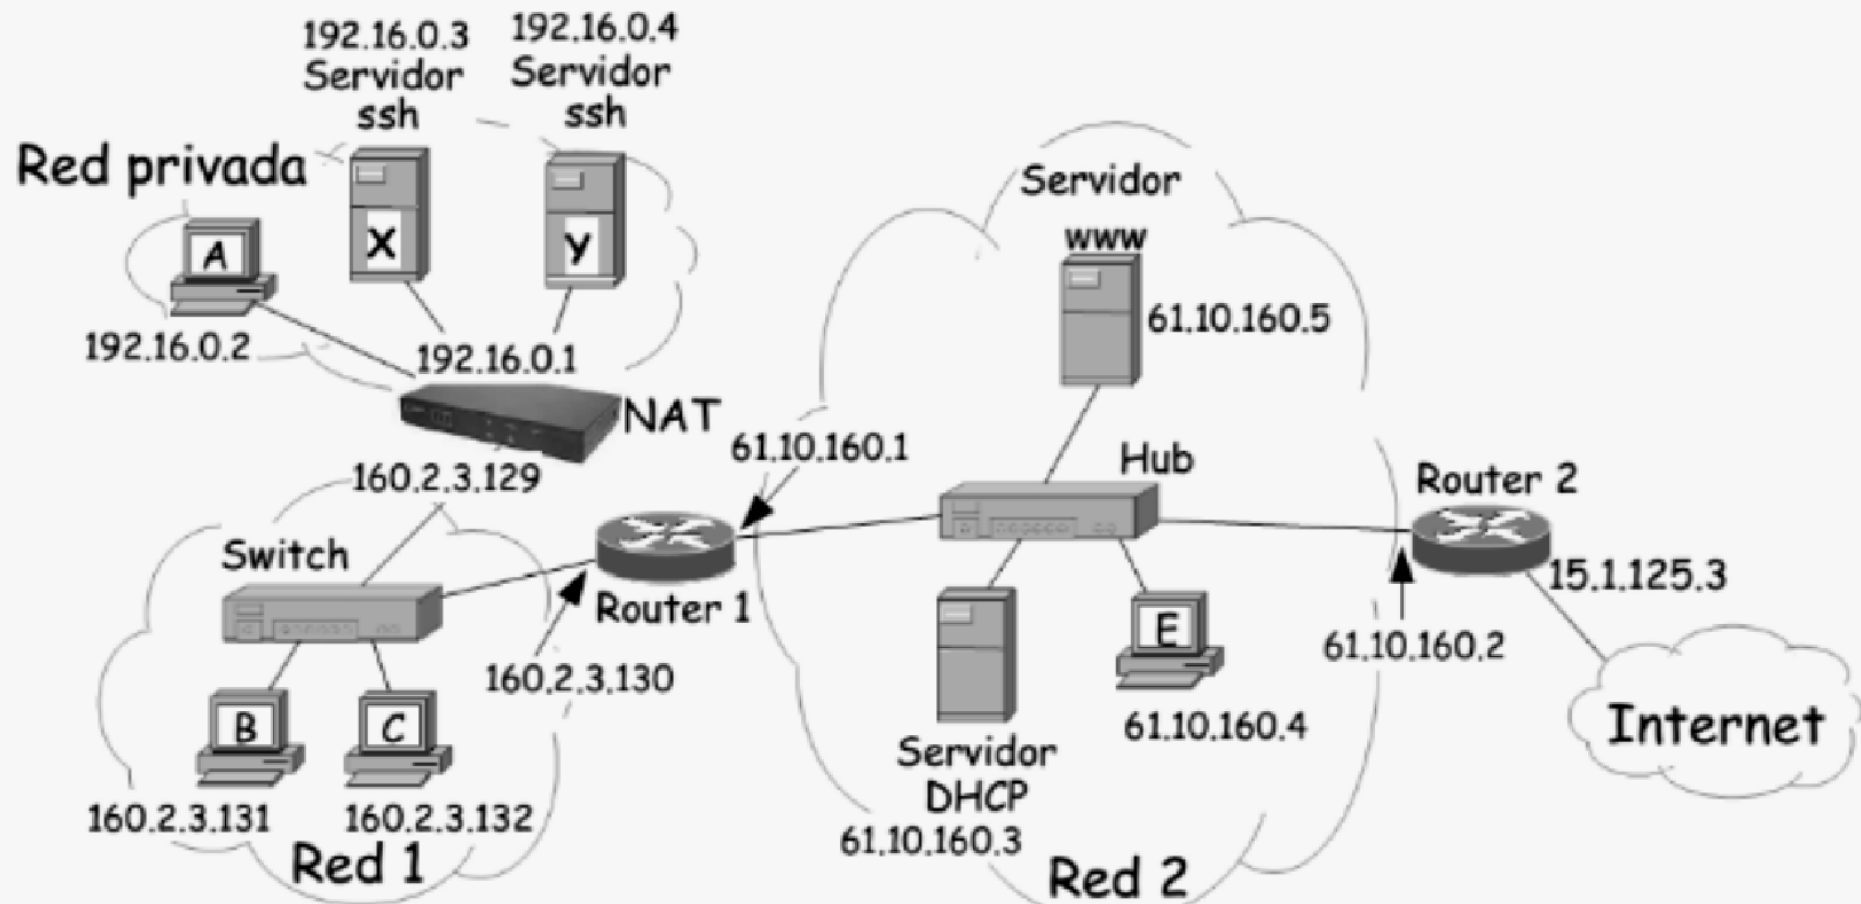 192.16.0.3
Servidor
ssh
192.16.0.4
Servidor
ssh
Red privada
X
Y
A
192.16.0.2
192.16.0.1
NAT
160.2.3.129
Switch
Router 1
160.2.3.130
B
C
160.2.3.131
160.2.3.132
Red 1
61.10.160.1
Servidor
www
61.10.160.5
Hub
E
61.10.160.4
Servidor
DHCP
61.10.160.3
Red 2
Router 2
15.1.125.3
61.10.160.2
Internet